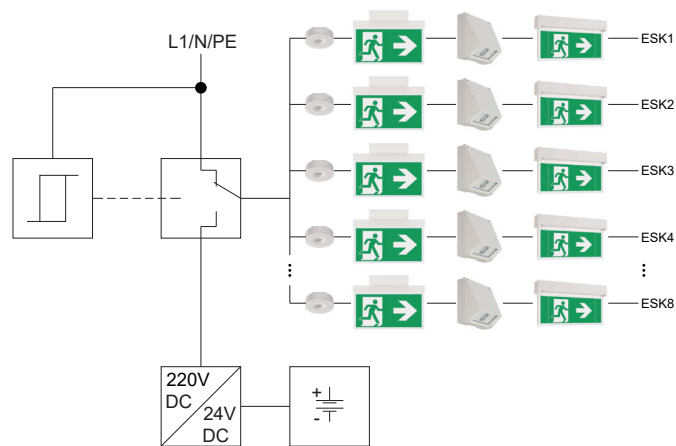 L1/N/PE
ESK1
ESK2
ESK3
ESK4
ESK8
220V
DC
24V
DC
+
-